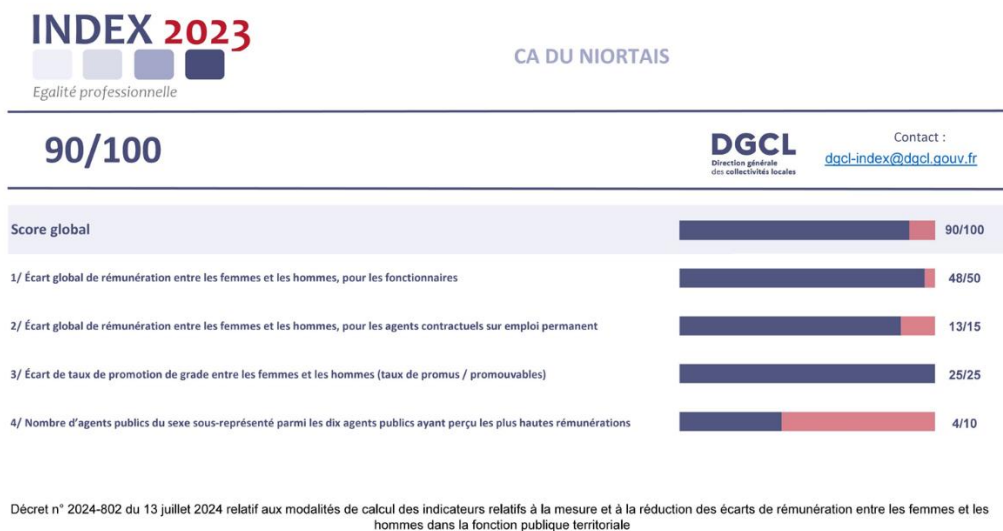 INDEX 2023
Egalité professionnelle
CA DU NIORTAIS
90/100
DGCL
Direction générale
des collectivités locales
Contact :
dgcl-index@dgcl.gouv.fr
Score global
90/100
1/ Écart global de rémunération entre les femmes et les hommes, pour les fonctionnaires
48/50
2/ Écart global de rémunération entre les femmes et les hommes, pour les agents contractuels sur emploi permanent
13/15
3/ Écart de taux de promotion de grade entre les femmes et les hommes (taux de promus / promouvables)
25/25
4/ Nombre d'agents publics du sexe sous-représenté parmi les dix agents publics ayant perçu les plus hautes rémunérations
4/10
Décret n° 2024-802 du 13 juillet 2024 relatif aux modalités de calcul des indicateurs relatifs à la mesure et à la réduction des écarts de rémunération entre les femmes et les
hommes dans la fonction publique territoriale